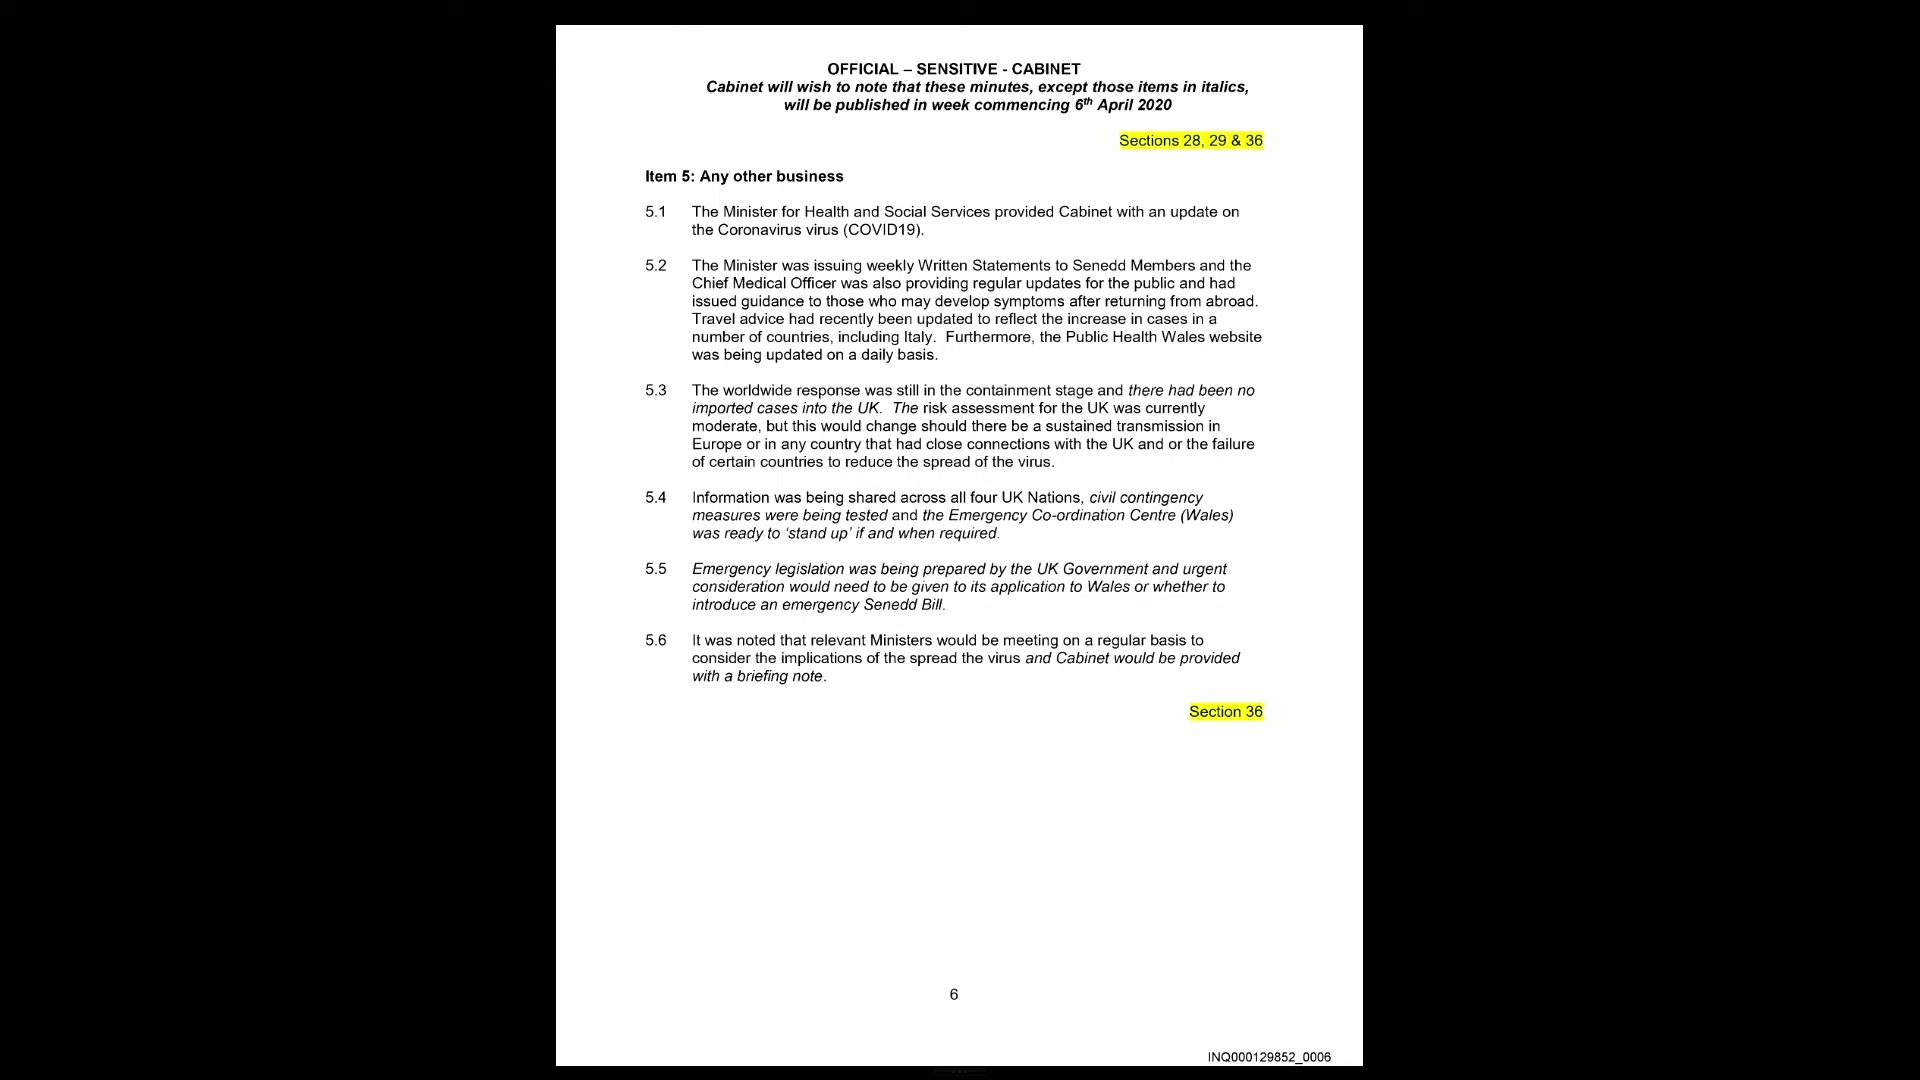 OFFICIAL – SENSITIVE - CABINET
Cabinet will wish to note that these minutes, except those items in italics,
will be published in week commencing 6th April 2020
Sections 28, 29 & 36
Item 5: Any other business
5.1 The Minister for Health and Social Services provided Cabinet with an update on
the Coronavirus virus (COVID19).
5.2 The Minister was issuing weekly Written Statements to Senedd Members and the
Chief Medical Officer was also providing regular updates for the public and had
issued guidance to those who may develop symptoms after returning from abroad.
Travel advice had recently been updated to reflect the increase in cases in a
number of countries, including Italy. Furthermore, the Public Health Wales website
was being updated on a daily basis.
5.3 The worldwide response was still in the containment stage and there had been no
imported cases into the UK. The risk assessment for the UK was currently
moderate, but this would change should there be a sustained transmission in
Europe or in any country that had close connections with the UK and or the failure
of certain countries to reduce the spread of the virus.
5.4 Information was being shared across all four UK Nations, civil contingency
measures were being tested and the Emergency Co-ordination Centre (Wales)
was ready to ‘stand up’ if and when required.
5.5 Emergency legislation was being prepared by the UK Government and urgent
consideration would need to be given to its application to Wales or whether to
introduce an emergency Senedd Bill.
5.6 It was noted that relevant Ministers would be meeting on a regular basis to
consider the implications of the spread the virus and Cabinet would be provided
with a briefing note.
Section 36
6
INQ000129852_0006